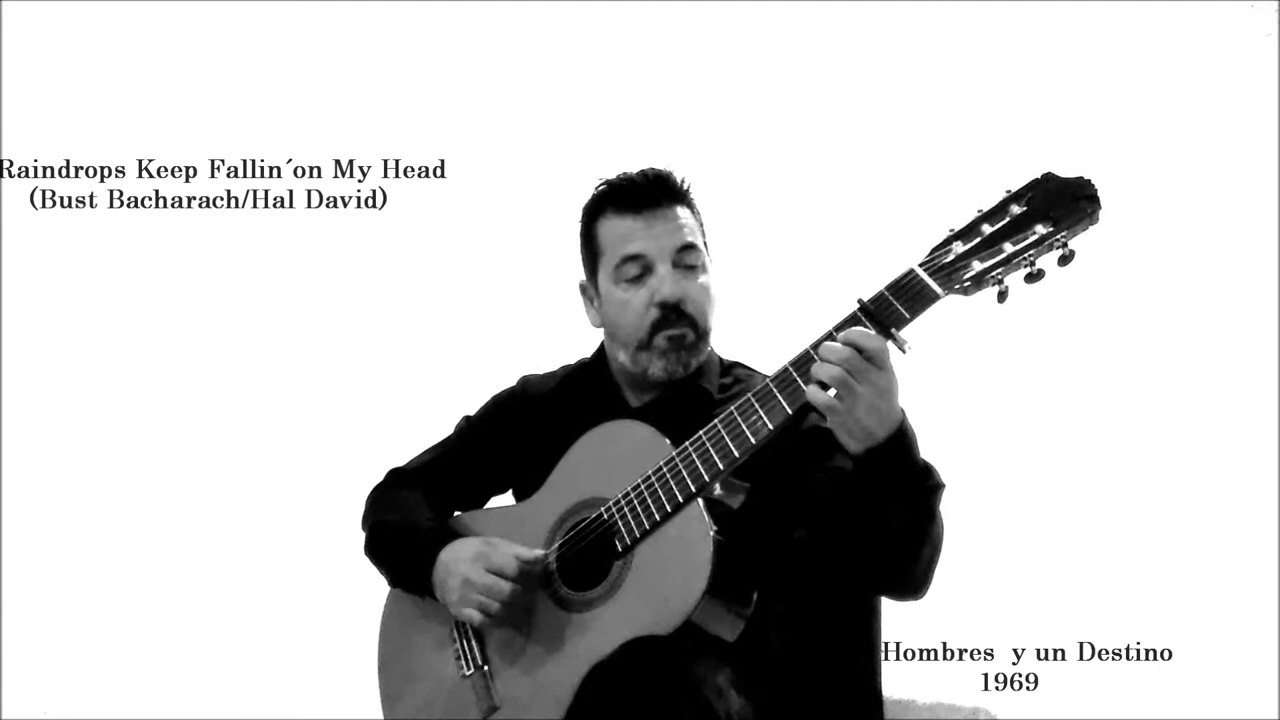 Raindrops Keep Fallin´on My Head
(Bust Bacharach/Hal David)
Hombres y un Destino
1969